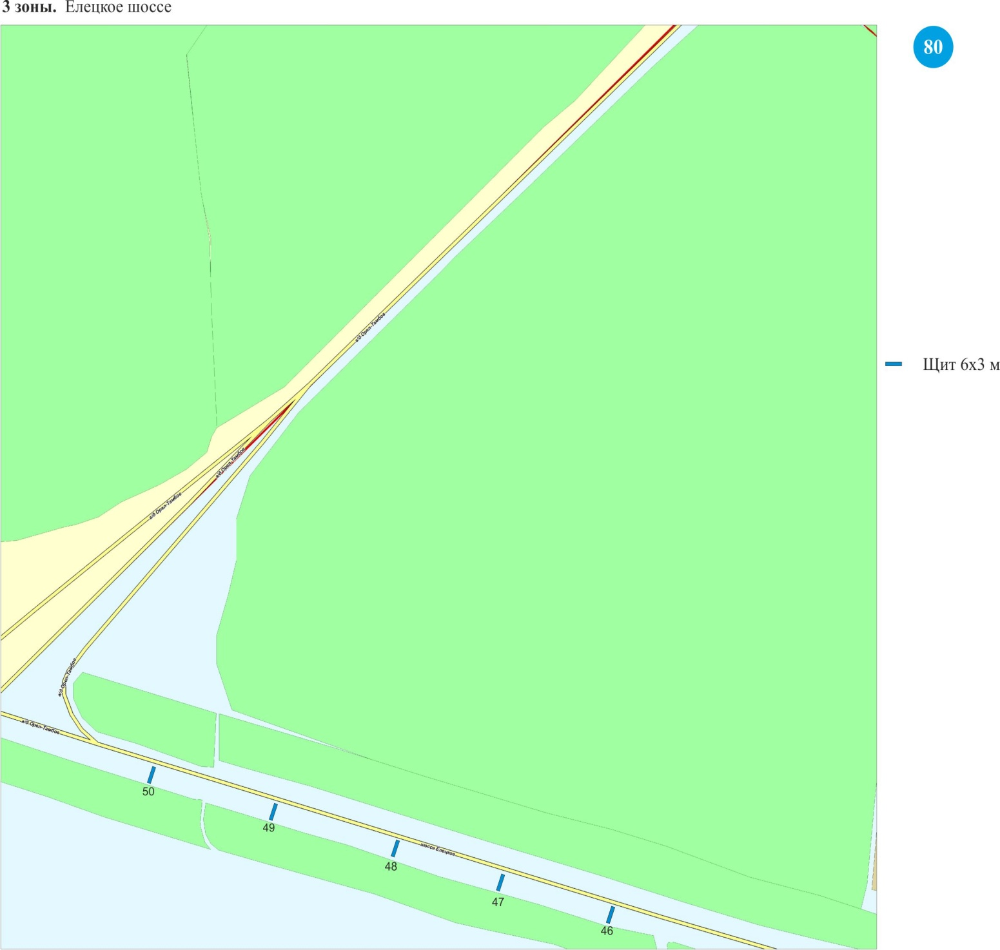 3 зоны. Елецкое шоссе
80
а/д Орел-Тамбов
Щит 6х3 м
а/д Орел-Тамбов
а/д Орел-Тамбов
а/д Орел-Тамбов
а/д Орел-Тамбов
50
49
48
шоссе Елецкое
47
46